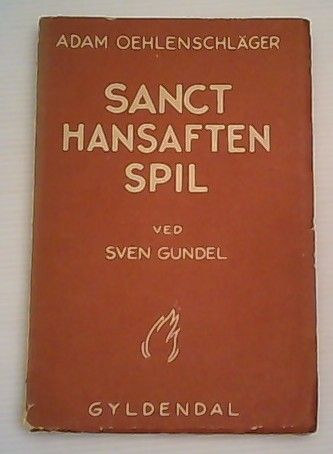 ADAM OEHLENSCHLÄGER
SANCT
HANSAFTEN
SPIL
VED
SVEN GUNDEL
GYLDENDAL